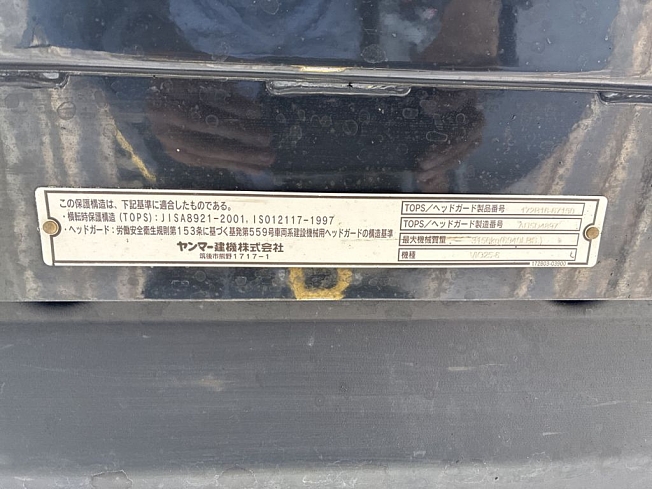 この保護構造は、下記基準に適合したものである。
・横転時保護構造 (TOPS): JISA8921-2001, ISO12117-1997
・ヘッドガード: 労働安全衛生規則第153条に基づく基発第559号車両系建設機械用ヘッドガードの構造基準
ヤンマー建機株式会社
筑後市熊野1717-1
TOPS/ヘッドガード製品番号
TOPS/ヘッドガード製造番号
最大機械質量
機種
172B03-03900